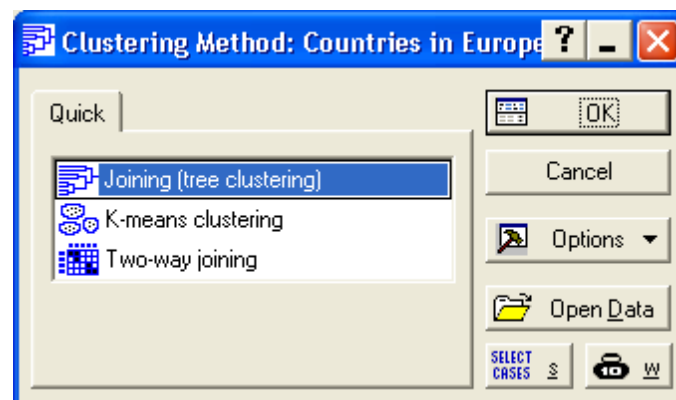 Clustering Method: Countries in Europe ?
Quick
Joining (tree clustering)
K-means clustering
Two-way joining
OK
Cancel
Options
Open Data
SELECT
CASES S
10 W